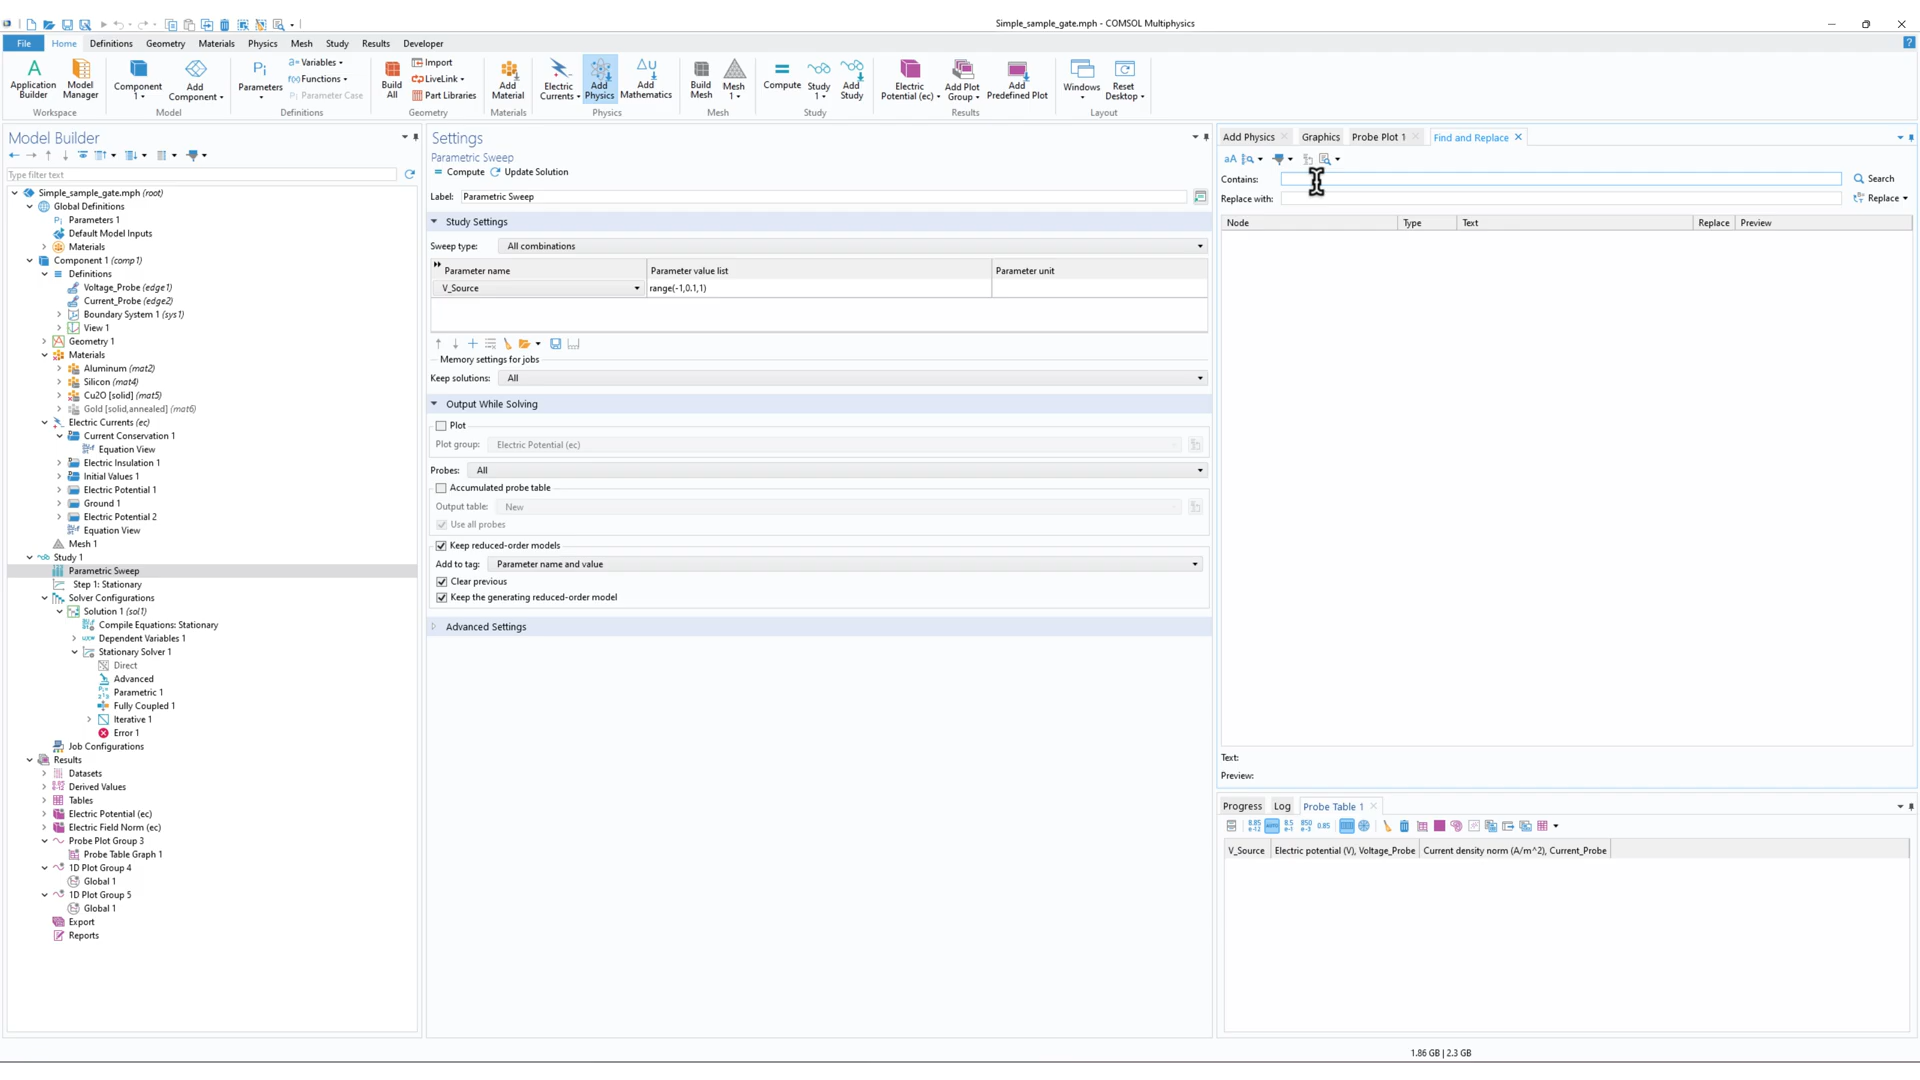 Simple_sample_gate.mph - COMSOL Multiphysics
File Home Definitions Geometry Materials Physics Mesh Study Results Developer
Application Builder
Model Manager
Workspace
Component 1
Add Component
Model
Parameters
a= Variables
f(x) Functions
Pi Parameter Case
Definitions
Build All
Import
LiveLink
Part Libraries
Geometry
Add Material
Materials
Electric Currents
Add Physics
Add Mathematics
Physics
Build Mesh
Mesh 1
Mesh
Compute
Study 1
Add Study
Study
Electric Potential (ec)
Add Plot Group
Add Predefined Plot
Results
Windows
Reset Desktop
Layout
Model Builder
Type filter text
Simple_sample_gate.mph (root)
Global Definitions
Parameters 1
Default Model Inputs
Materials
Component 1 (comp1)
Definitions
Voltage_Probe (edge1)
Current_Probe (edge2)
Boundary System 1 (sys1)
View 1
Geometry 1
Materials
Aluminum (mat2)
Silicon (mat4)
Cu2O [solid] (mat5)
Gold [solid,annealed] (mat6)
Electric Currents (ec)
Current Conservation 1
Equation View
Electric Insulation 1
Initial Values 1
Electric Potential 1
Ground 1
Electric Potential 2
Equation View
Mesh 1
Study 1
Parametric Sweep
Step 1: Stationary
Solver Configurations
Solution 1 (sol1)
Compile Equations: Stationary
Dependent Variables 1
Stationary Solver 1
Direct
Advanced
Parametric 1
Fully Coupled 1
Iterative 1
Error 1
Job Configurations
Results
Datasets
Derived Values
Tables
Electric Potential (ec)
Electric Field Norm (ec)
Probe Plot Group 3
Probe Table Graph 1
1D Plot Group 4
Global 1
1D Plot Group 5
Global 1
Export
Reports
Settings
Parametric Sweep
= Compute Update Solution
Label: Parametric Sweep
Study Settings
Sweep type: All combinations
Parameter name Parameter value list Parameter unit
V_Source range(-1,0.1,1)
Memory settings for jobs
Keep solutions: All
Output While Solving
Plot
Plot group: Electric Potential (ec)
Probes: All
Accumulated probe table
Output table: New
Use all probes
Keep reduced-order models
Add to tag: Parameter name and value
Clear previous
Keep the generating reduced-order model
Advanced Settings
Add Physics Graphics Probe Plot 1 Find and Replace
Contains: Search
Replace with: Replace
Node Type Text Replace Preview
Text:
Preview:
Progress Log Probe Table 1
8.85 e-12 AUTO 8.5 e-1 850 e-3 0.85
V_Source Electric potential (V), Voltage_Probe Current density norm (A/m^2), Current_Probe
1.86 GB | 2.3 GB